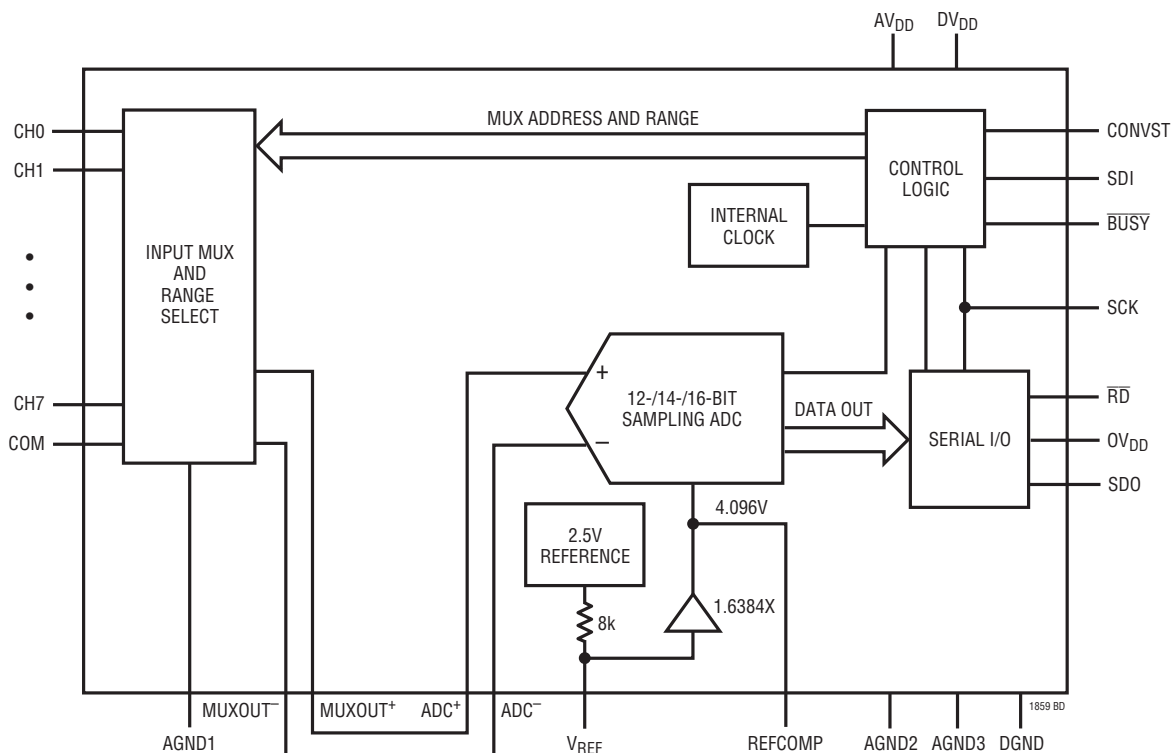 AVDD DVDD
CH0
MUX ADDRESS AND RANGE
CONVST
CH1
CONTROL
LOGIC
SDI
INTERNAL
CLOCK
BUSY
INPUT MUX
AND
RANGE
SELECT
SCK
+
12-/14-/16-BIT
SAMPLING ADC
–
CH7
COM
DATA OUT
SERIAL I/O
RD
OVDD
SDO
4.096V
2.5V
REFERENCE
1.6384X
8k
1859 BD
MUXOUT– MUXOUT+ ADC+ ADC–
AGND1 VREF REFCOMP AGND2 AGND3 DGND